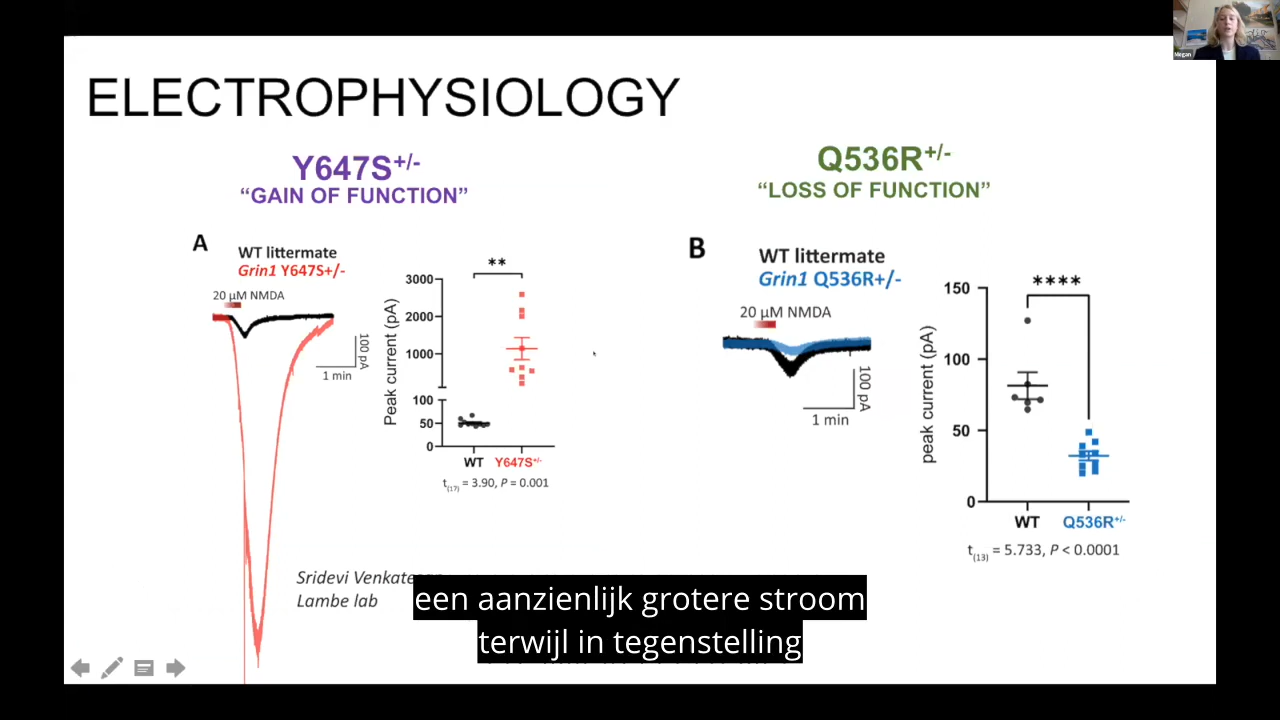 Megan
ELECTROPHYSIOLOGY
Y647S+/-
“GAIN OF FUNCTION”
Q536R+/-
“LOSS OF FUNCTION”
A
WT littermate
Grin1 Y647S+/-
20 µM NMDA
100 pA
1 min
**
Peak current (pA)
3000
2000
1000
100
50
0
WT Y647S+/-
t(17) = 3.90, P = 0.001
B
WT littermate
Grin1 Q536R+/-
20 µM NMDA
100 pA
1 min
****
peak current (pA)
150
100
50
0
WT Q536R+/-
t(13) = 5.733, P < 0.0001
Sridevi
Lambe lab
een aanzienlijk grotere stroom
terwijl in tegenstelling